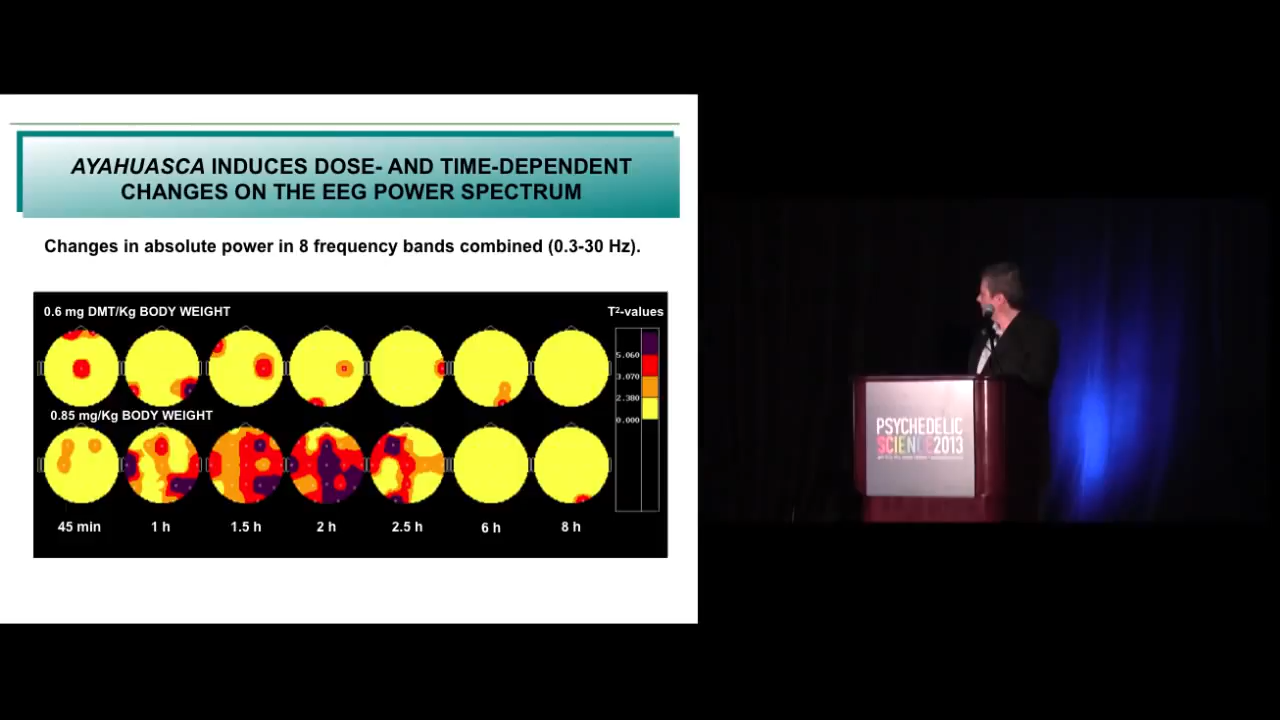 AYAHUASCA INDUCES DOSE- AND TIME-DEPENDENT
CHANGES ON THE EEG POWER SPECTRUM
Changes in absolute power in 8 frequency bands combined (0.3-30 Hz).
0.6 mg DMT/Kg BODY WEIGHT
T²-values
5.060
3.070
2.380
0.000
0.85 mg/Kg BODY WEIGHT
45 min
1 h
1.5 h
2 h
2.5 h
6 h
8 h
PSYCHEDELIC
SCIENCE2013